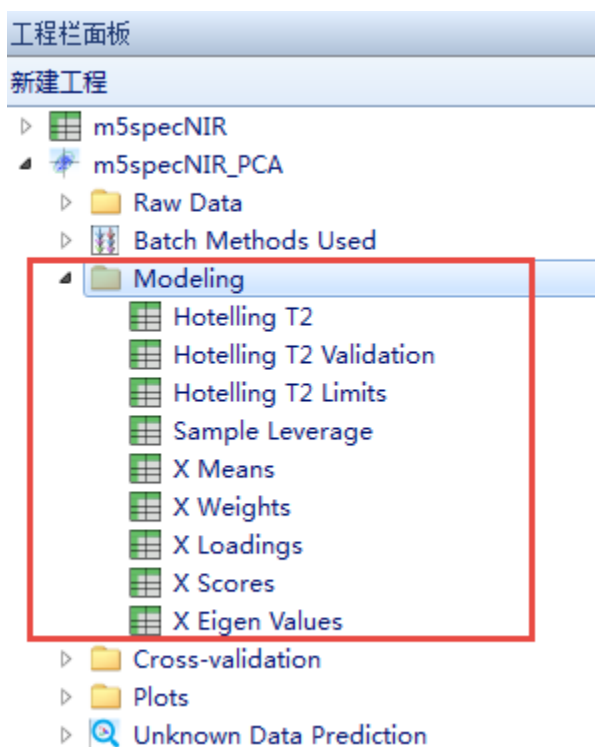 工程栏面板
新建工程
m5specNIR
m5specNIR_PCA
Raw Data
Batch Methods Used
Modeling
Hotelling T2
Hotelling T2 Validation
Hotelling T2 Limits
Sample Leverage
X Means
X Weights
X Loadings
X Scores
X Eigen Values
Cross-validation
Plots
Unknown Data Prediction